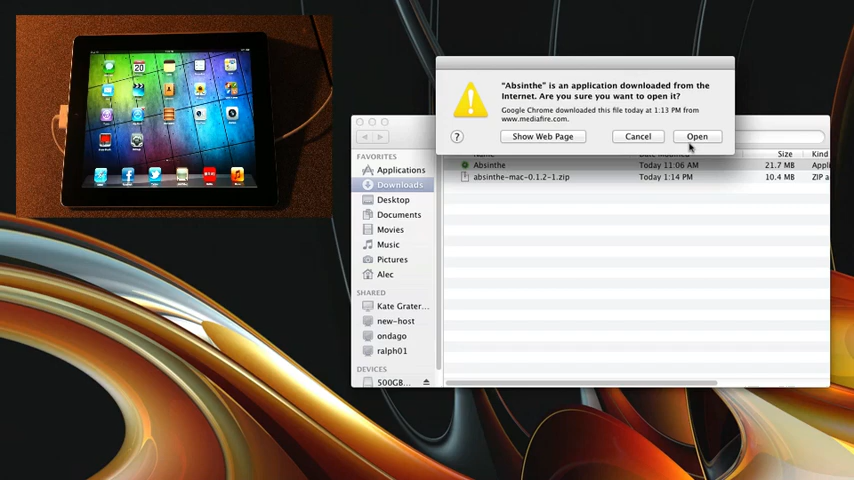 "Absinthe" is an application downloaded from the
Internet. Are you sure you want to open it?
Google Chrome downloaded this file today at 1:13 PM from
www.mediafire.com.
?
Show Web Page
Cancel
Open
Size
Kind
FAVORITES
Applications
Downloads
Desktop
Documents
Movies
Music
Pictures
Alec
SHARED
Kate Grater...
new-host
ondago
ralph01
DEVICES
500GB...
Absinthe Today 11:06 AM 21.7 MB
absinthe-mac-0.1.2-1.zip Today 1:14 PM 10.4 MB ZIP a
20